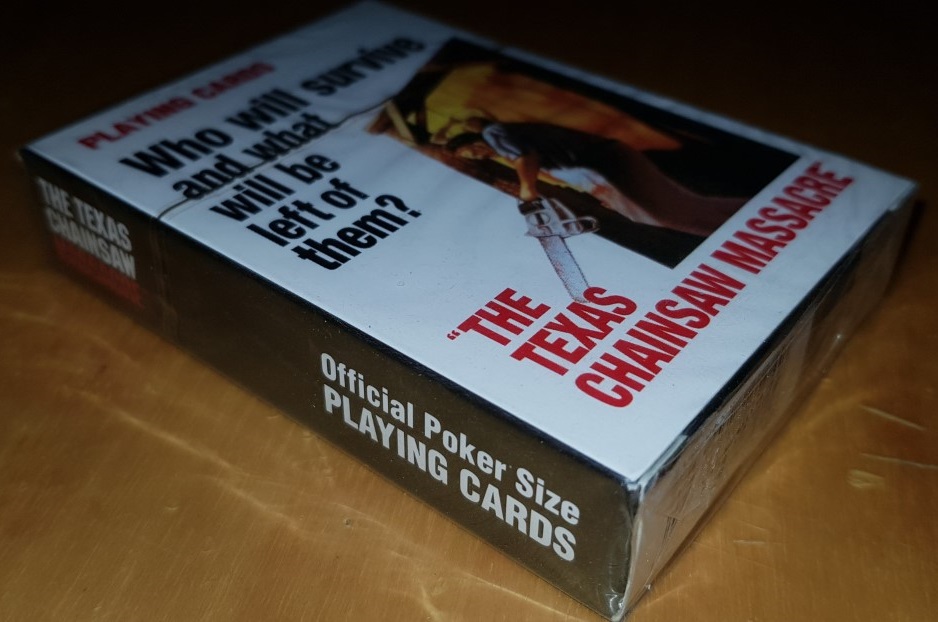 PLAYING CARDS
Who will survive
and what
will be
left of
them?
"THE
TEXAS
CHAINSAW MASSACRE"
THE TEXAS
CHAINSAW
MASSACRE
Official Poker Size
PLAYING CARDS